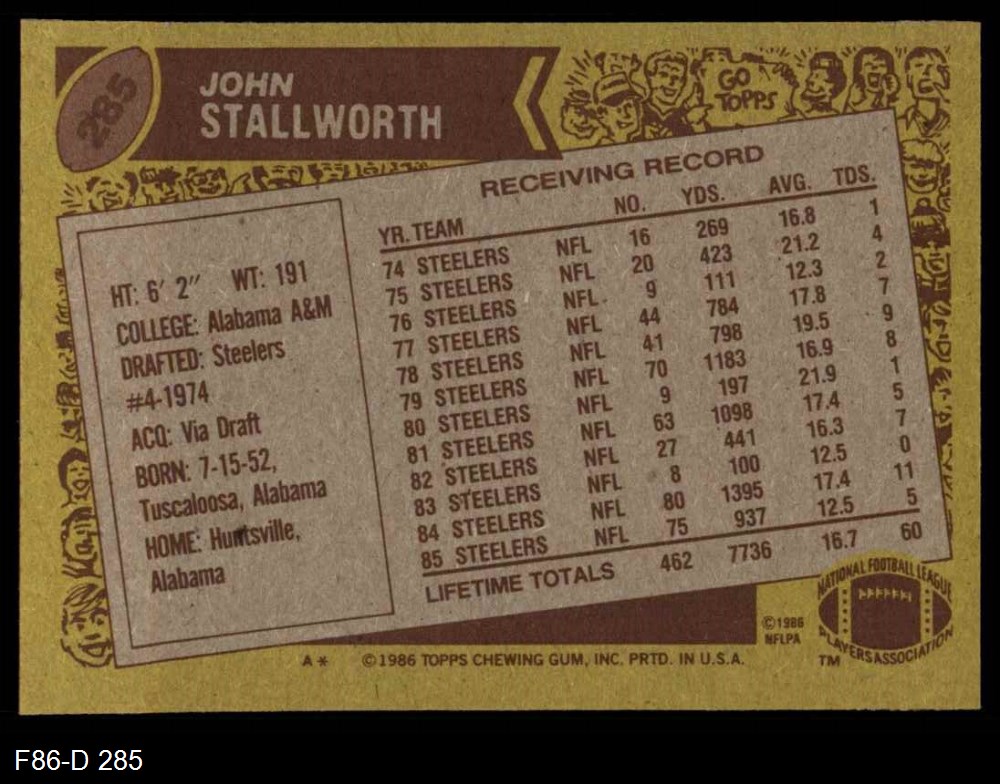 285
JOHN
STALLWORTH
GO
TOPPS
HT: 6′ 2″ WT: 191
COLLEGE: Alabama A&M
DRAFTED: Steelers
#4-1974
ACQ: Via Draft
BORN: 7-15-52,
Tuscaloosa, Alabama
HOME: Huntsville,
Alabama
RECEIVING RECORD
YR. TEAM NO. YDS. AVG. TDS.
74 STEELERS NFL 16 269 16.8 1
75 STEELERS NFL 20 423 21.2 4
76 STEELERS NFL 9 111 12.3 2
77 STEELERS NFL 44 784 17.8 7
78 STEELERS NFL 41 798 19.5 9
79 STEELERS NFL 70 1183 16.9 8
80 STEELERS NFL 9 197 21.9 1
81 STEELERS NFL 63 1098 17.4 5
82 STEELERS NFL 27 441 16.3 7
83 STEELERS NFL 8 100 12.5 0
84 STEELERS NFL 80 1395 17.4 11
85 STEELERS NFL 75 937 12.5 5
LIFETIME TOTALS 462 7736 16.7 60
©1986
NFLPA
NATIONAL FOOTBALL LEAGUE
PLAYERS ASSOCIATION
TM
A* ©1986 TOPPS CHEWING GUM, INC. PRTD. IN U.S.A.
F86-D 285